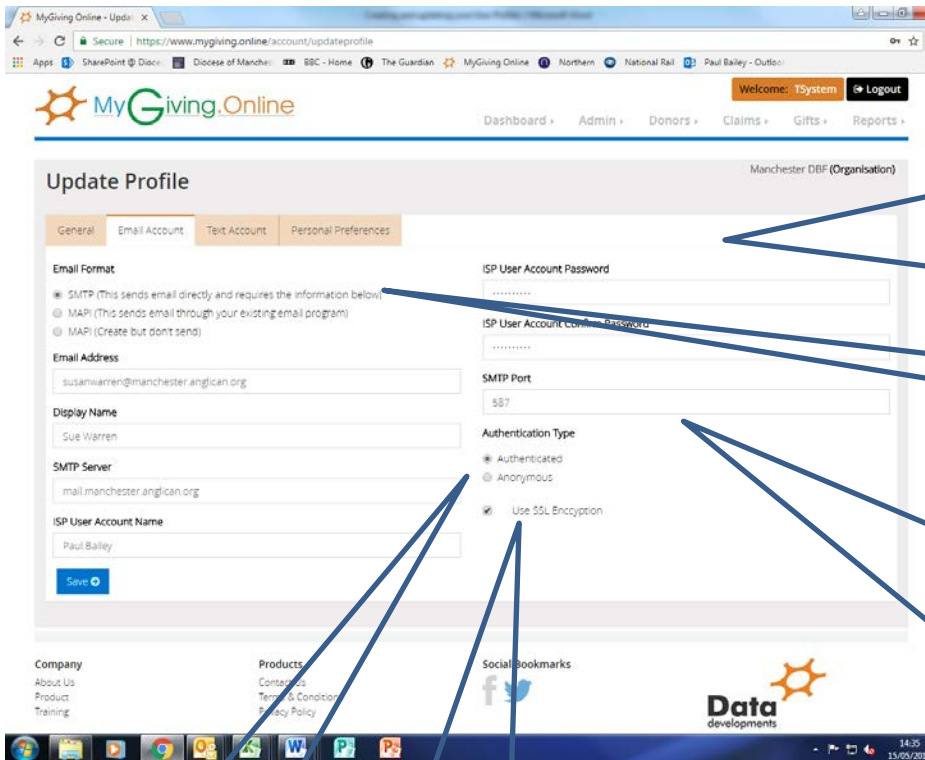 MyGiving Online - Updat
Secure | https://www.mygiving.online/account/updateprofile
Apps SharePoint @ Dioce Diocese of Manches BBC - Home The Guardian MyGiving Online Northern National Rail Paul Bailey - Outloo
MyGiving.Online
Welcome: TSystem Logout
Dashboard Admin Donors Claims Gifts Reports
Manchester DBF (Organisation)
Update Profile
General Email Account Text Account Personal Preferences
Email Format
SMTP (This sends email directly and requires the information below)
MAPI (This sends email through your existing email program)
MAPI (Create but don't send)
Email Address
susanwarren@manchester.anglican.org
Display Name
Sue Warren
SMTP Server
mail.manchester.anglican.org
ISP User Account Name
Paul Bailey
Save
ISP User Account Password
ISP User Account Confirm Password
SMTP Port
587
Authentication Type
Authenticated
Anonymous
Use SSL Enccyption
Company
About Us
Product
Training
Products
Contact Us
Terms & Condition
Privacy Policy
Social Bookmarks
Data
developments
14:35
15/05/201